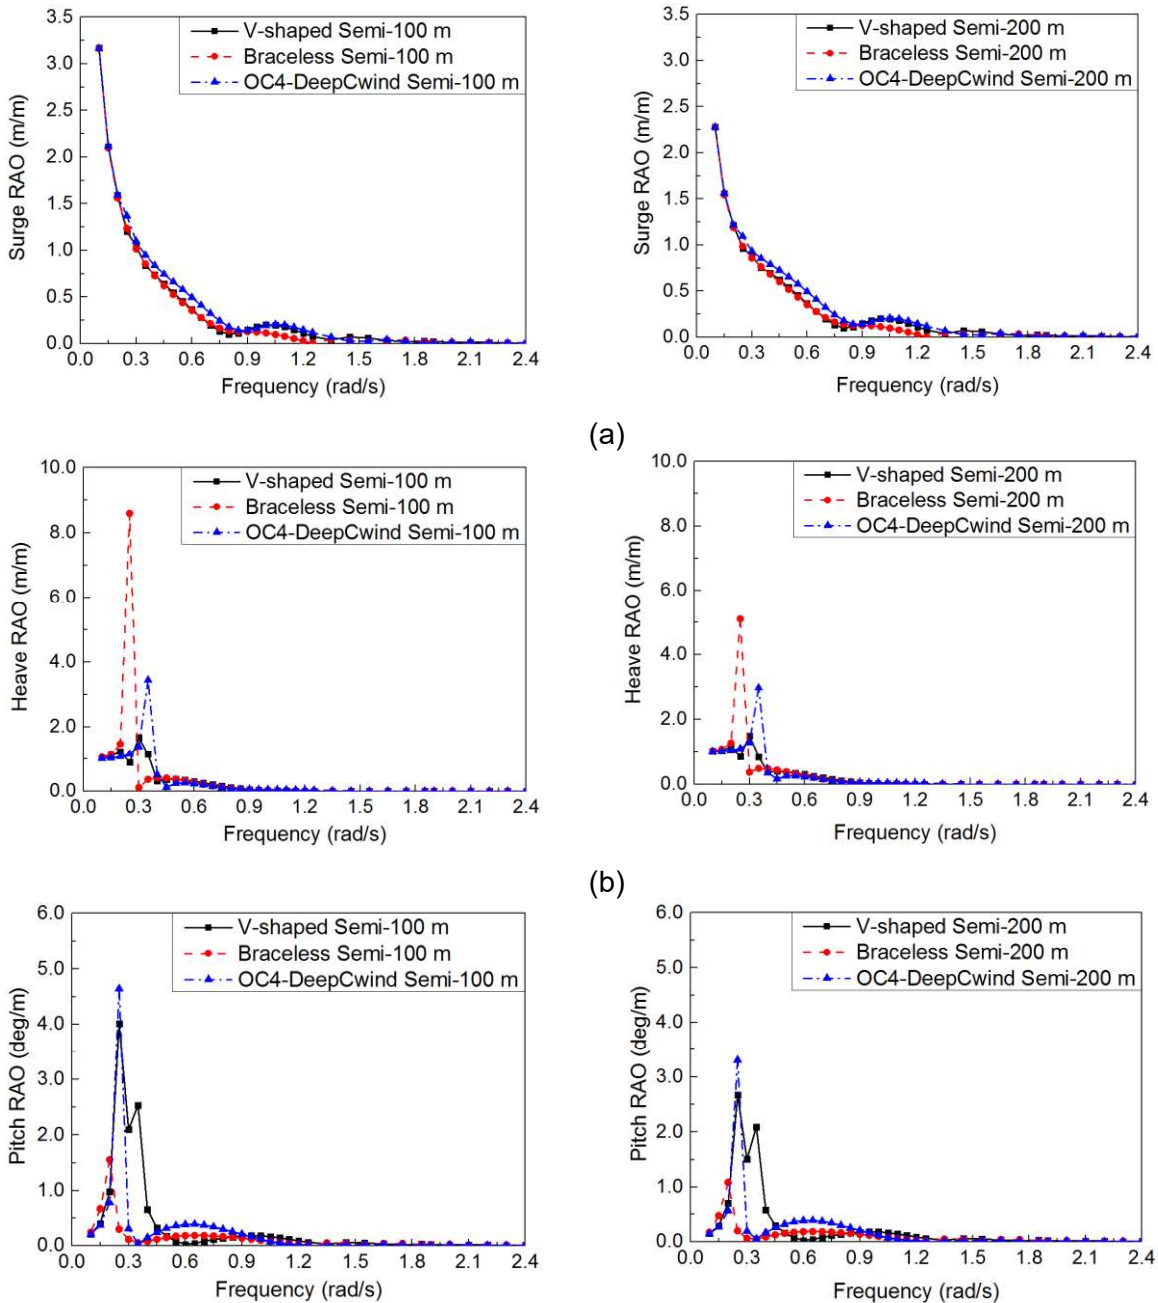 V-shaped Semi-100 m
Braceless Semi-100 m
OC4-DeepCwind Semi-100 m
Surge RAO (m/m)
3.5
3.0
2.5
2.0
1.5
1.0
0.5
0.0
0.0 0.3 0.6 0.9 1.2 1.5 1.8 2.1 2.4
Frequency (rad/s)
V-shaped Semi-200 m
Braceless Semi-200 m
OC4-DeepCwind Semi-200 m
Surge RAO (m/m)
3.5
3.0
2.5
2.0
1.5
1.0
0.5
0.0
0.0 0.3 0.6 0.9 1.2 1.5 1.8 2.1 2.4
Frequency (rad/s)
(a)
V-shaped Semi-100 m
Braceless Semi-100 m
OC4-DeepCwind Semi-100 m
Heave RAO (m/m)
10.0
8.0
6.0
4.0
2.0
0.0
0.0 0.3 0.6 0.9 1.2 1.5 1.8 2.1 2.4
Frequency (rad/s)
V-shaped Semi-200 m
Braceless Semi-200 m
OC4-DeepCwind Semi-200 m
Heave RAO (m/m)
10.0
8.0
6.0
4.0
2.0
0.0
0.0 0.3 0.6 0.9 1.2 1.5 1.8 2.1 2.4
Frequency (rad/s)
(b)
V-shaped Semi-100 m
Braceless Semi-100 m
OC4-DeepCwind Semi-100 m
Pitch RAO (deg/m)
6.0
5.0
4.0
3.0
2.0
1.0
0.0
0.0 0.3 0.6 0.9 1.2 1.5 1.8 2.1 2.4
Frequency (rad/s)
V-shaped Semi-200 m
Braceless Semi-200 m
OC4-DeepCwind Semi-200 m
Pitch RAO (deg/m)
6.0
5.0
4.0
3.0
2.0
1.0
0.0
0.0 0.3 0.6 0.9 1.2 1.5 1.8 2.1 2.4
Frequency (rad/s)